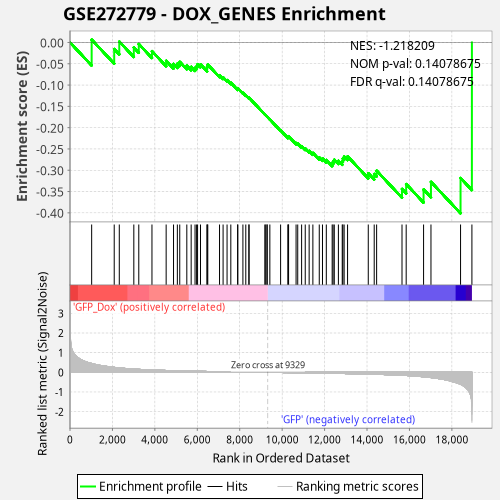 GSE272779 - DOX_GENES Enrichment
NES: -1.218209
NOM p-val: 0.14078675
FDR q-val: 0.14078675
Enrichment score (ES)
0.00
-0.05
-0.10
-0.15
-0.20
-0.25
-0.30
-0.35
-0.40
'GFP_Dox' (positively correlated)
Ranked list metric (Signal2Noise)
3
2
1
0
-1
-2
Zero cross at 9329
'GFP' (negatively correlated)
0
2,000
4,000
6,000
8,000
10,000
12,000
14,000
16,000
18,000
Rank in Ordered Dataset
Enrichment profile
Hits
Ranking metric scores